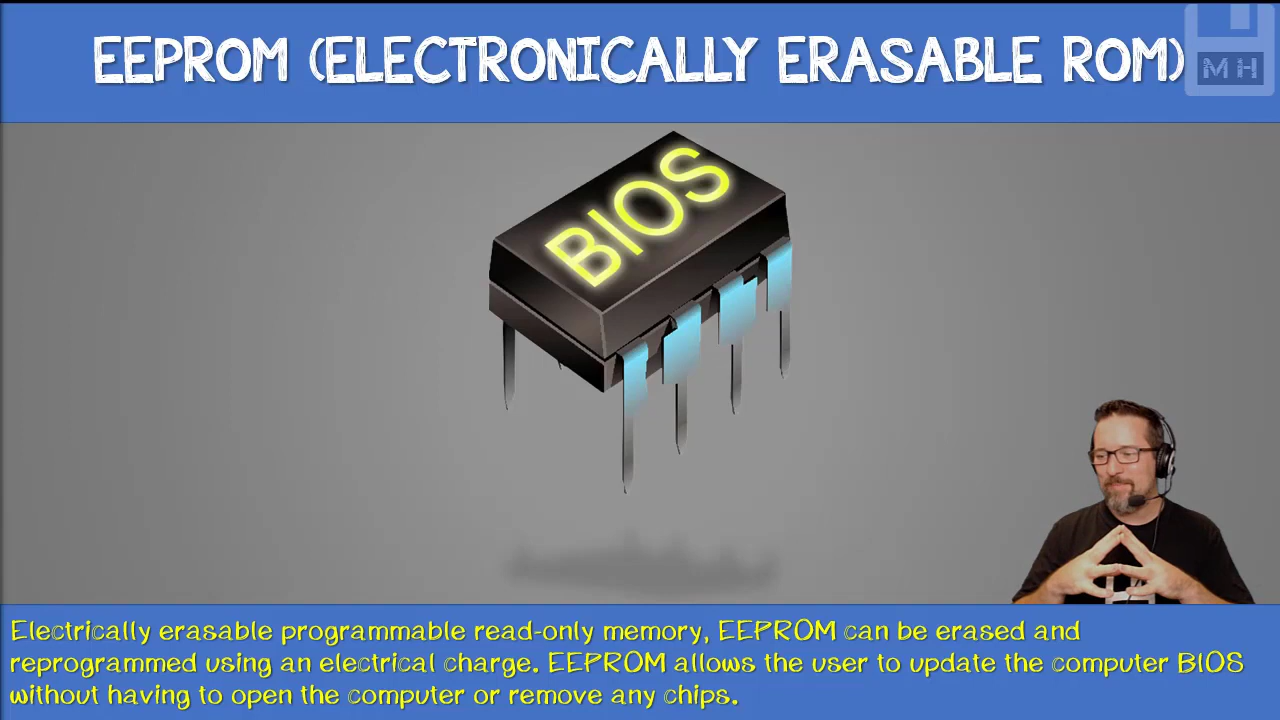 EEPROM (ELECTRONICALLY ERASABLE ROM)
MH
BIOS
Electrically erasable programmable read-only memory, EEPROM can be erased and
reprogrammed using an electrical charge. EEPROM allows the user to update the computer BIOS
without having to open the computer or remove any chips.